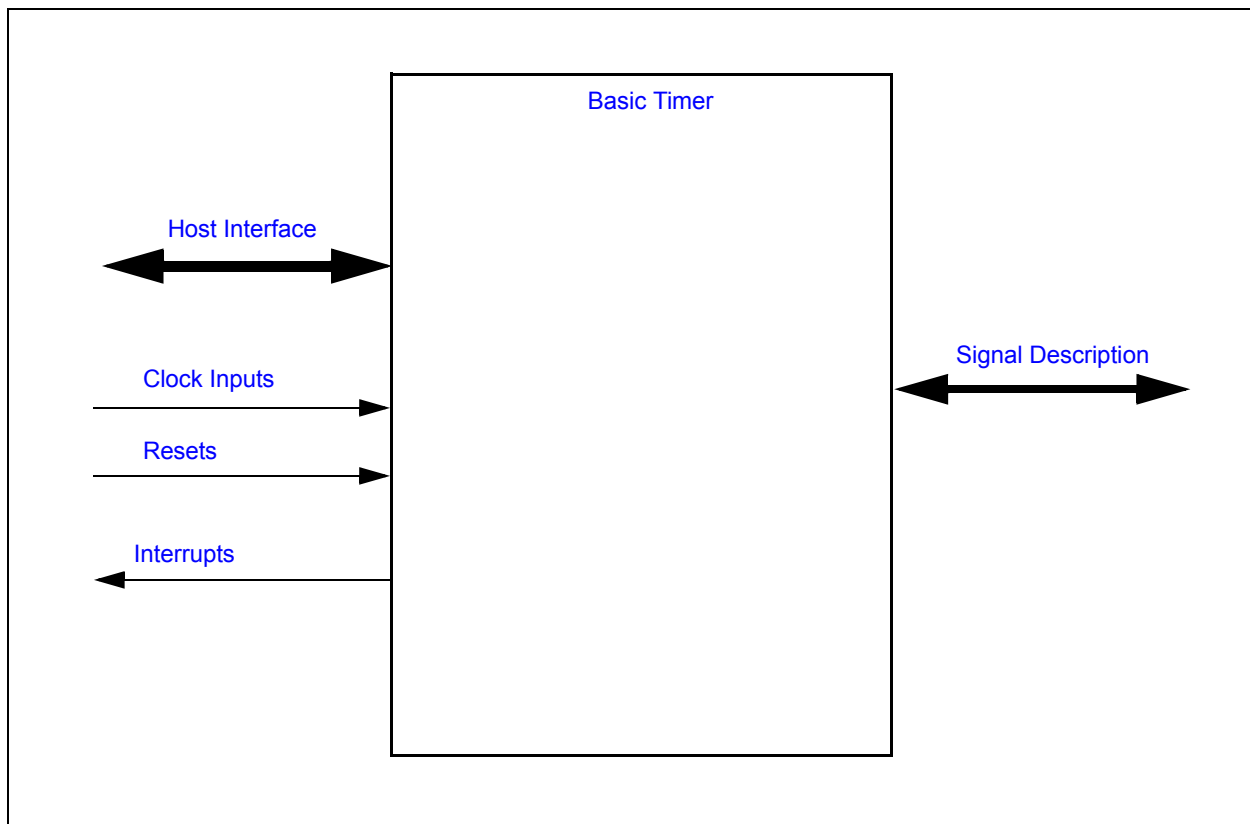 Basic Timer
Host Interface
Signal Description
Clock Inputs
Resets
Interrupts